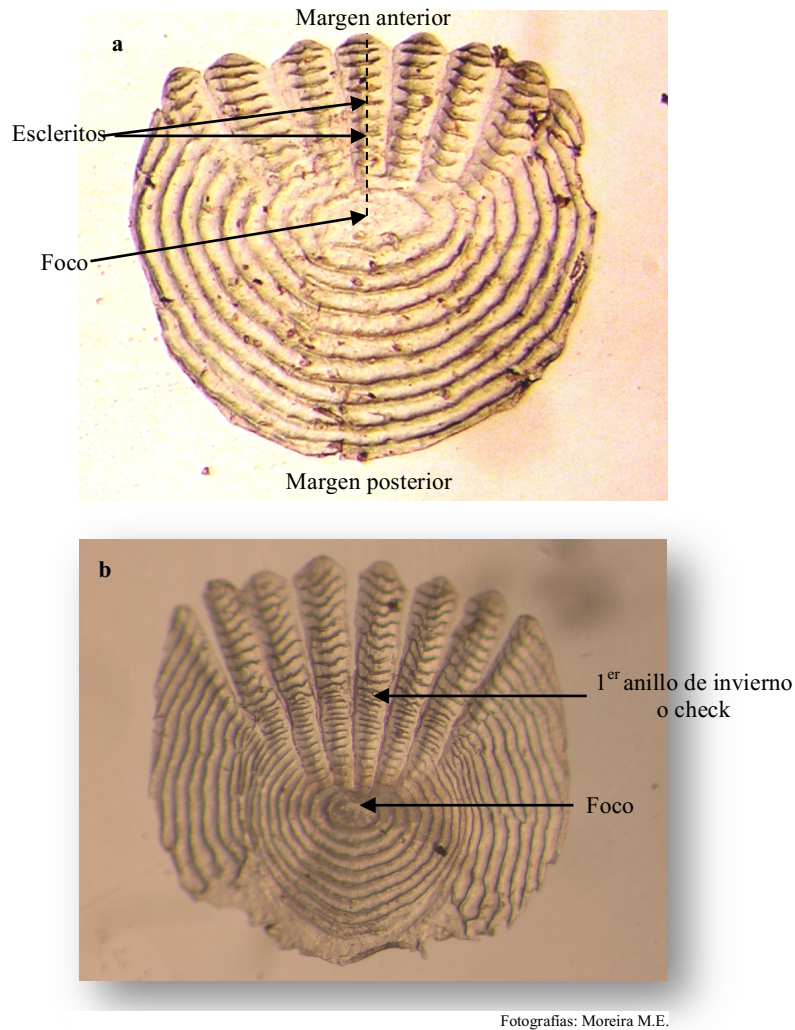 Margen anterior
a
Escleritos
Foco
Margen posterior
b
1er anillo de invierno
o check
Foco
Fotografías: Moreira M.E.